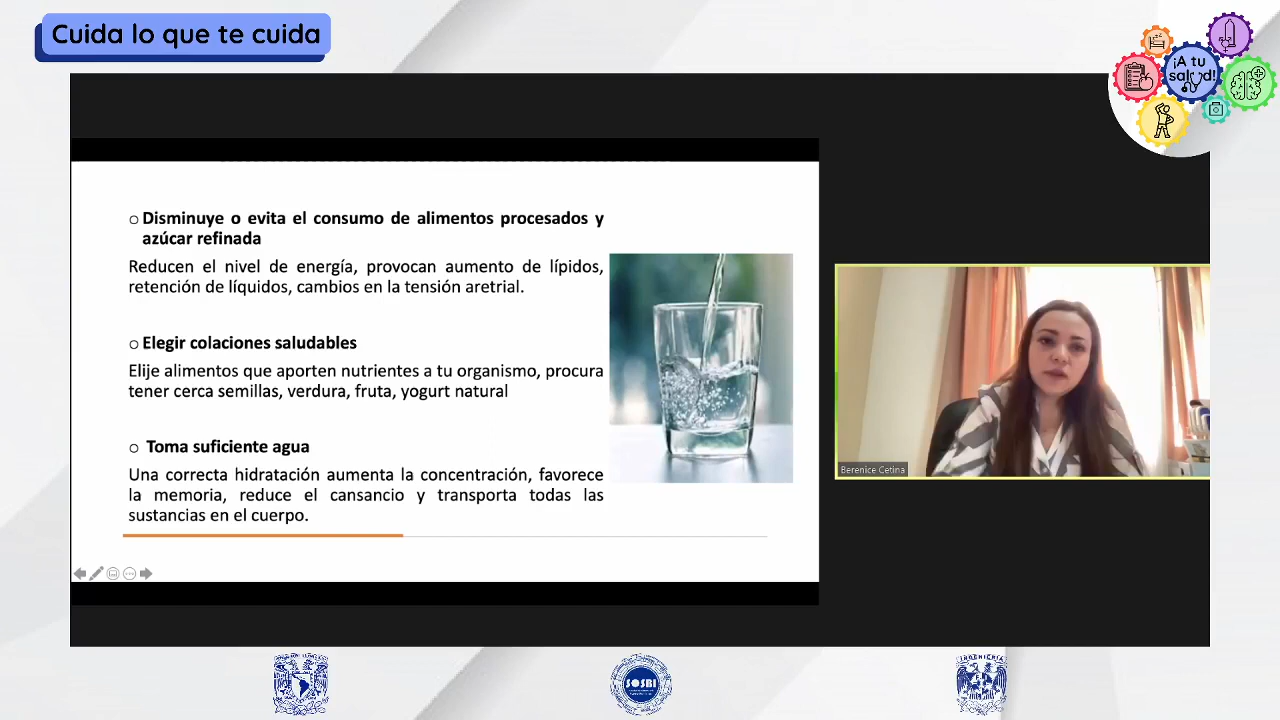 Cuida lo que te cuida
¡A tu
salud!
○ Disminuye o evita el consumo de alimentos procesados y
azúcar refinada
Reducen el nivel de energía, provocan aumento de lípidos,
retención de líquidos, cambios en la tensión aretrial.
○ Elegir colaciones saludables
Elije alimentos que aporten nutrientes a tu organismo, procura
tener cerca semillas, verdura, fruta, yogurt natural
○ Toma suficiente agua
Una correcta hidratación aumenta la concentración, favorece
la memoria, reduce el cansancio y transporta todas las
sustancias en el cuerpo.
Berenice Cetina
SOSBI
INGENIERIA